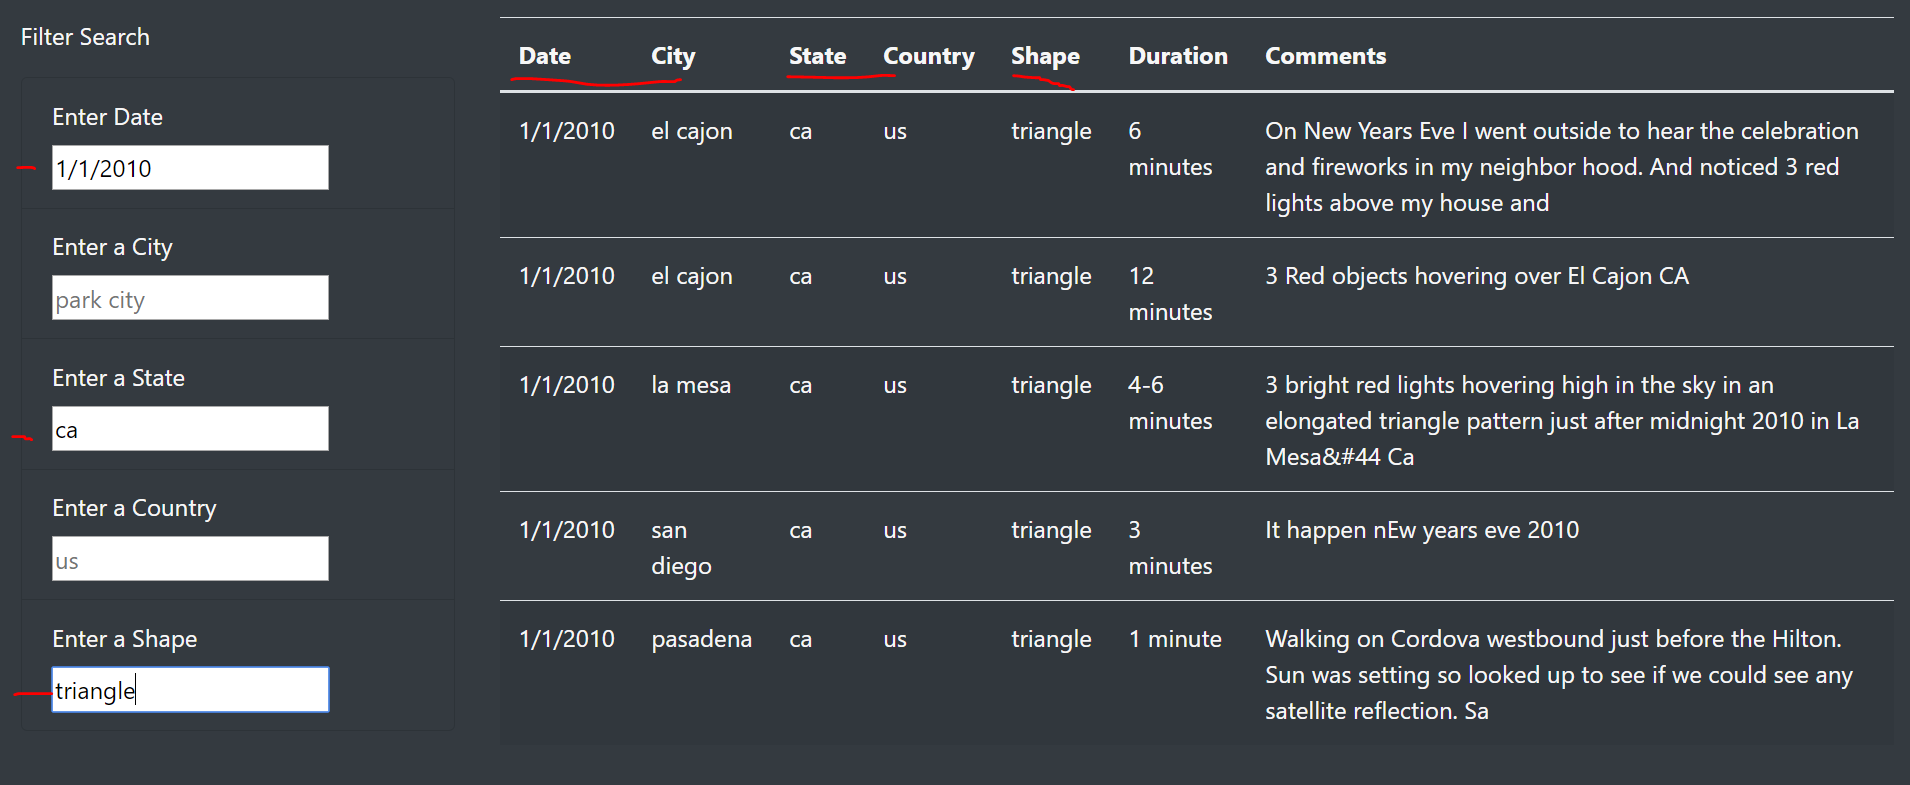 Filter Search
Enter Date
1/1/2010
Enter a City
park city
Enter a State
ca
Enter a Country
us
Enter a Shape
triangle
Date City State Country Shape Duration Comments
1/1/2010 el cajon ca us triangle 6 On New Years Eve I went outside to hear the celebration
minutes and fireworks in my neighbor hood. And noticed 3 red
lights above my house and
1/1/2010 el cajon ca us triangle 12 3 Red objects hovering over El Cajon CA
minutes
1/1/2010 la mesa ca us triangle 4-6 3 bright red lights hovering high in the sky in an
minutes elongated triangle pattern just after midnight 2010 in La
Mesa&#44 Ca
1/1/2010 san ca us triangle 3 It happen nEw years eve 2010
diego minutes
1/1/2010 pasadena ca us triangle 1 minute Walking on Cordova westbound just before the Hilton.
Sun was setting so looked up to see if we could see any
satellite reflection. Sa